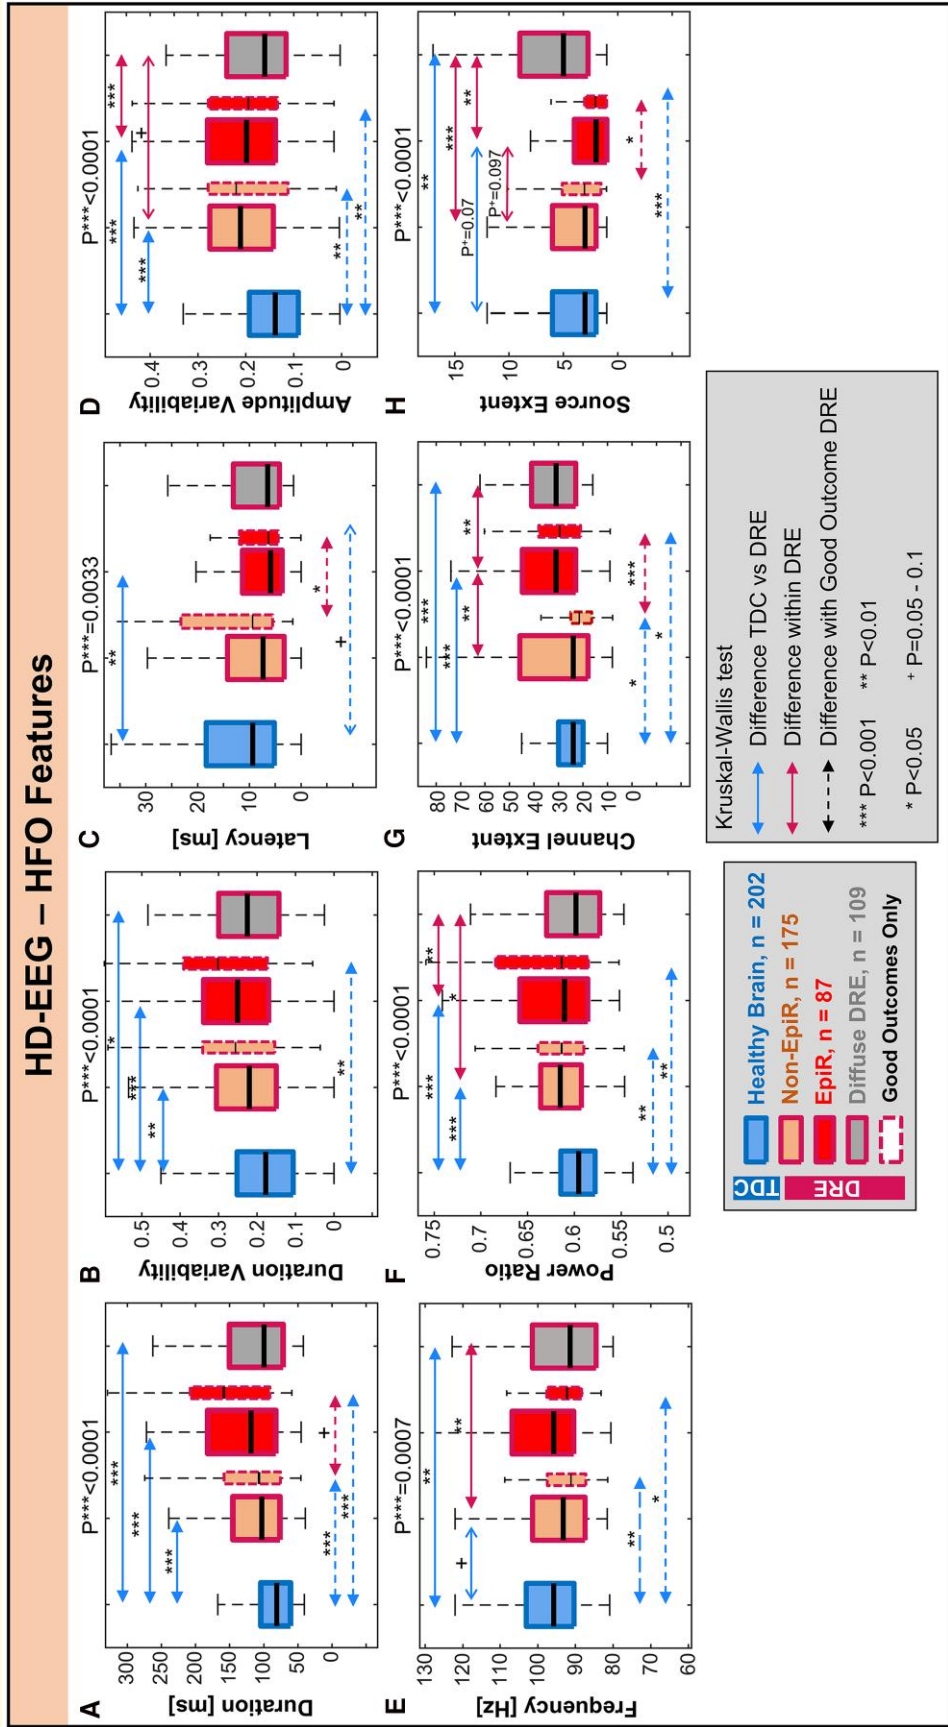 HD-EEG – HFO Features
A
P***<0.0001
Duration [ms]
300
250
200
150
100
50
0
***
***
***
+
***
***
B
P***<0.0001
Duration Variability
0.5
0.4
0.3
0.2
0.1
0
*
***
**
**
C
P***=0.0033
Latency [ms]
30
20
10
0
**
*
+
D
P***<0.0001
Amplitude Variability
0.4
0.3
0.2
0.1
0
***
***
***
+
**
**
E
P***=0.0007
Frequency [Hz]
130
120
110
100
90
80
70
60
**
**
+
**
*
F
P***<0.0001
Power Ratio
0.75
0.7
0.65
0.6
0.55
0.5
***
**
***
*
**
**
G
P***<0.0001
Channel Extent
80
70
60
50
40
30
20
10
0
***
***
**
**
*
***
*
H
P***<0.0001
Source Extent
15
10
5
0
**
***
P⁺=0.07
**
P⁺=0.097
*
***
TDC
DRE
Healthy Brain, n = 202
Non-EpiR, n = 175
EpiR, n = 87
Diffuse DRE, n = 109
Good Outcomes Only
Kruskal-Wallis test
Difference TDC vs DRE
Difference within DRE
Difference with Good Outcome DRE
*** P<0.001 ** P<0.01
* P<0.05 + P=0.05 - 0.1